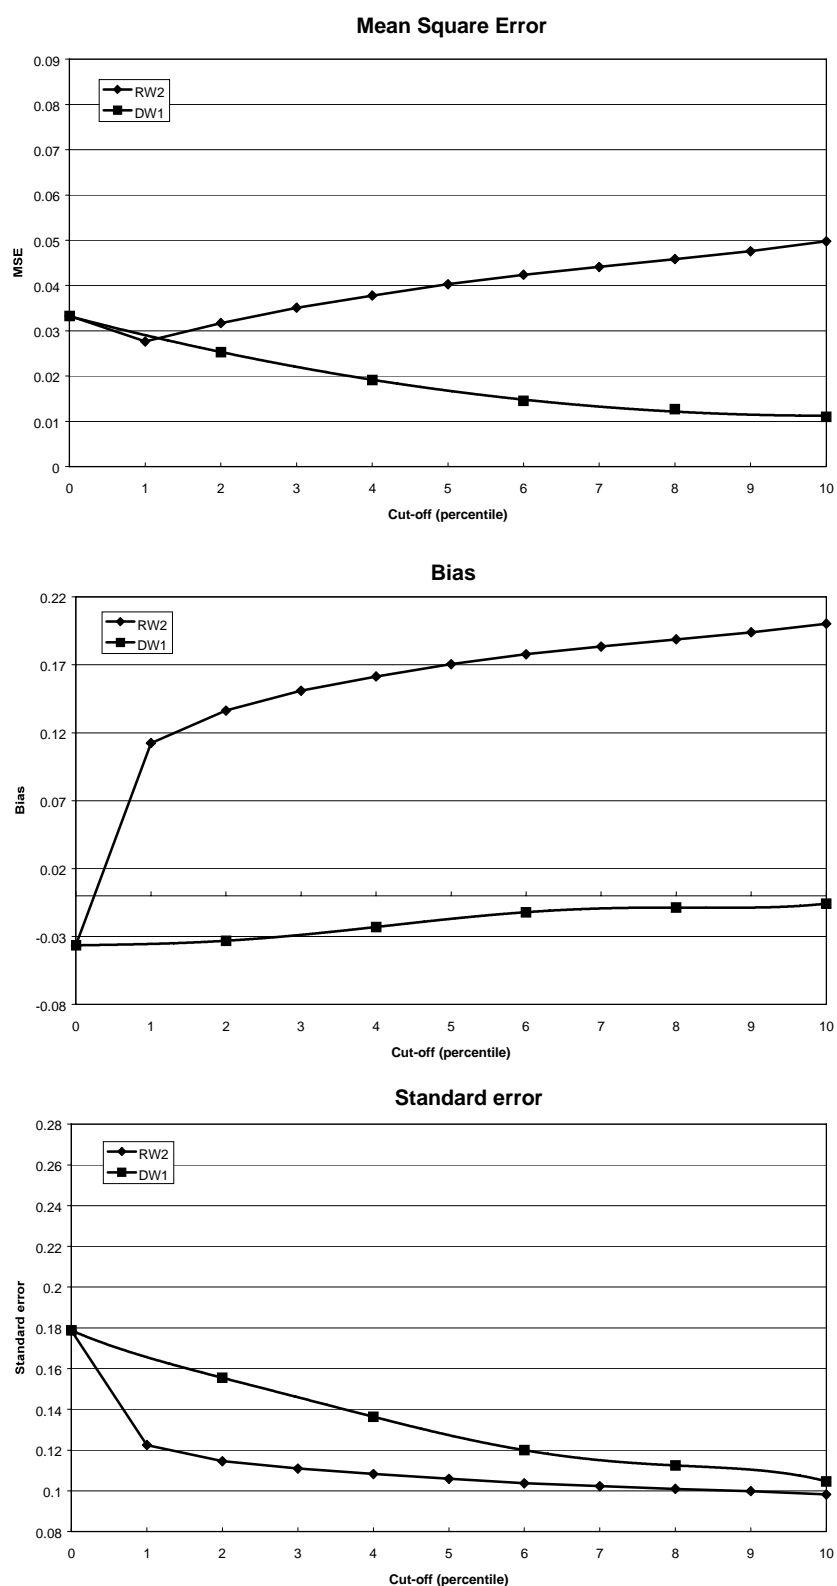 Mean Square Error
0.09
0.08
0.07
0.06
0.05
0.04
0.03
0.02
0.01
0
MSE
RW2
DW1
0 1 2 3 4 5 6 7 8 9 10
Cut-off (percentile)
Bias
0.22
0.17
0.12
0.07
0.02
-0.03
-0.08
Bias
RW2
DW1
0 1 2 3 4 5 6 7 8 9 10
Cut-off (percentile)
Standard error
0.28
0.26
0.24
0.22
0.2
0.18
0.16
0.14
0.12
0.1
0.08
Standard error
RW2
DW1
0 1 2 3 4 5 6 7 8 9 10
Cut-off (percentile)